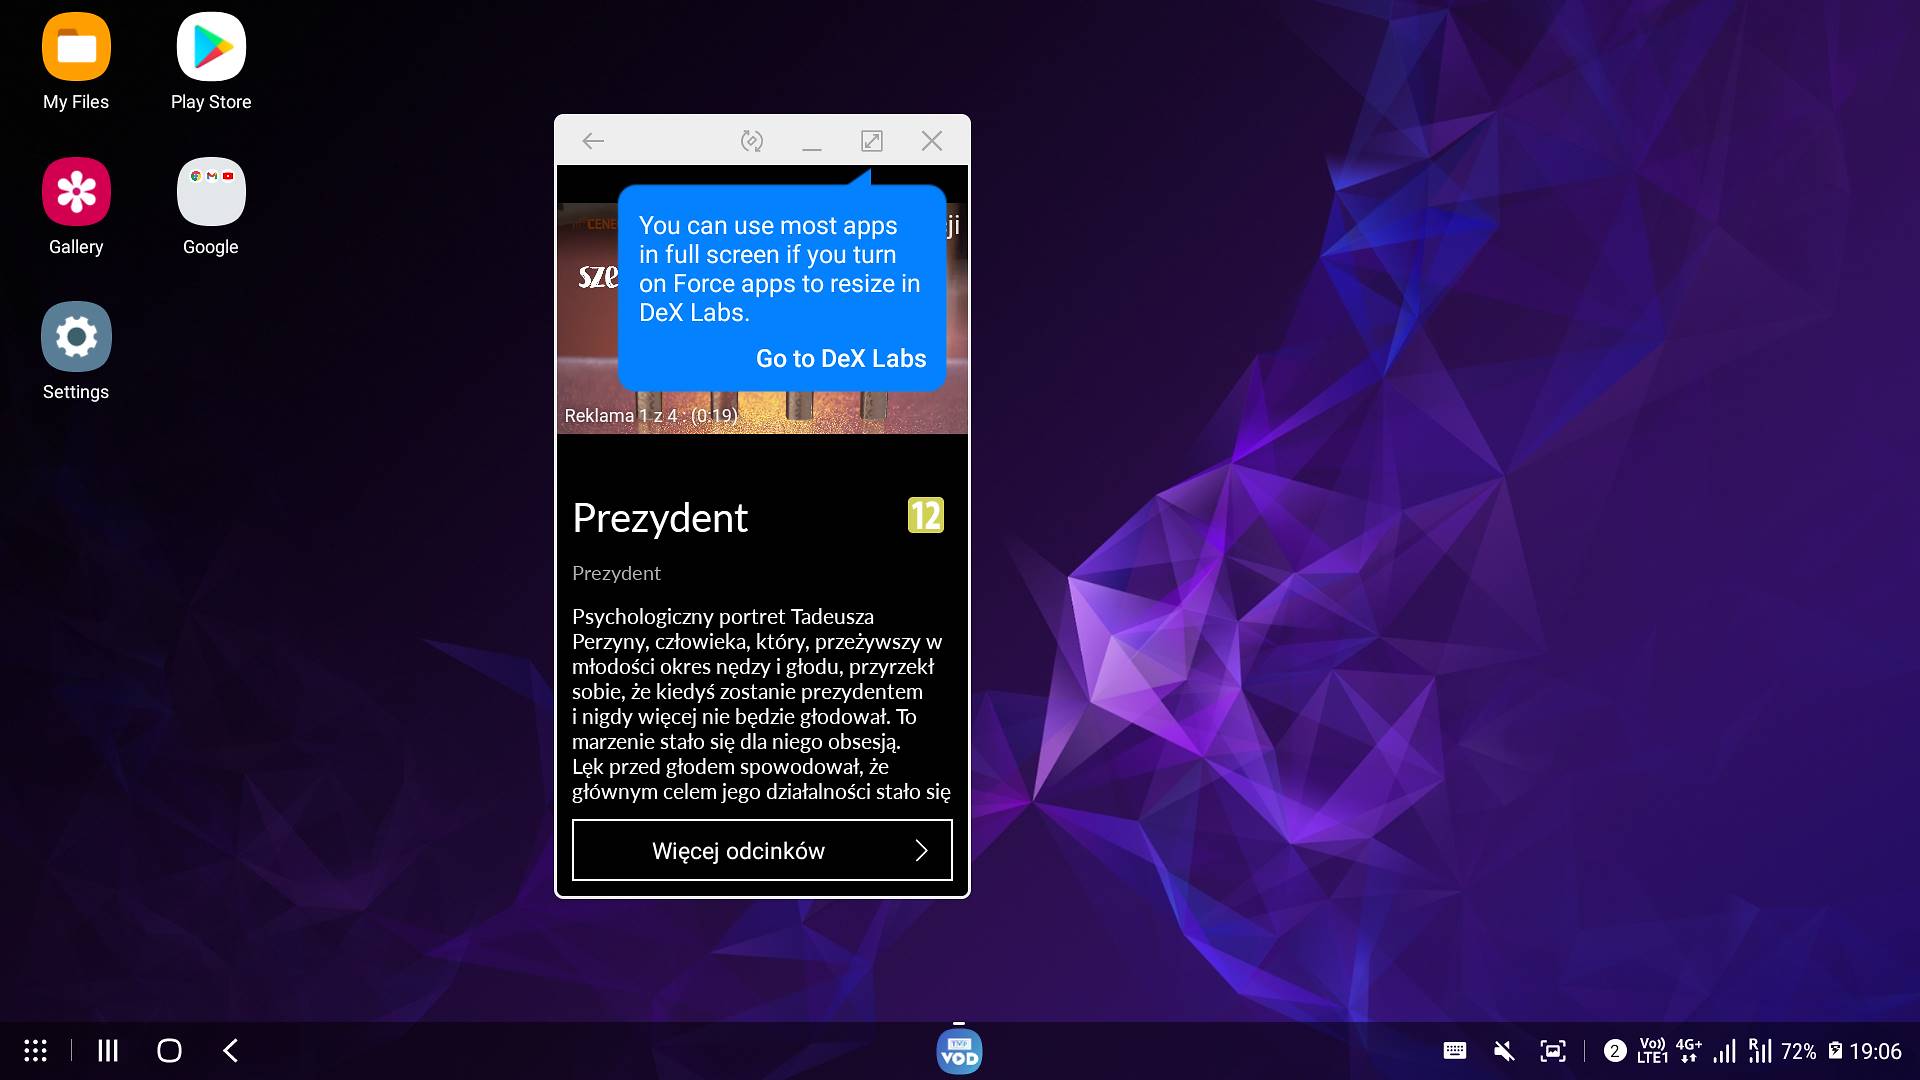 My Files
Play Store
Gallery
Google
Settings
ji
sze
You can use most apps
in full screen if you turn
on Force apps to resize in
DeX Labs.
Go to DeX Labs
Reklama 1 z 4 : (0:19)
Prezydent
12
Prezydent
Psychologiczny portret Tadeusza
Perzyny, człowieka, który, przeżywszy w
młodości okres nędzy i głodu, przyrzekł
sobie, że kiedyś zostanie prezydentem
i nigdy więcej nie będzie głodował. To
marzenie stało się dla niego obsesją.
Lęk przed głodem spowodował, że
głównym celem jego działalności stało się
Więcej odcinków
TVP
VOD
2
Vo))
LTE1
4G+
R
72%
19:06